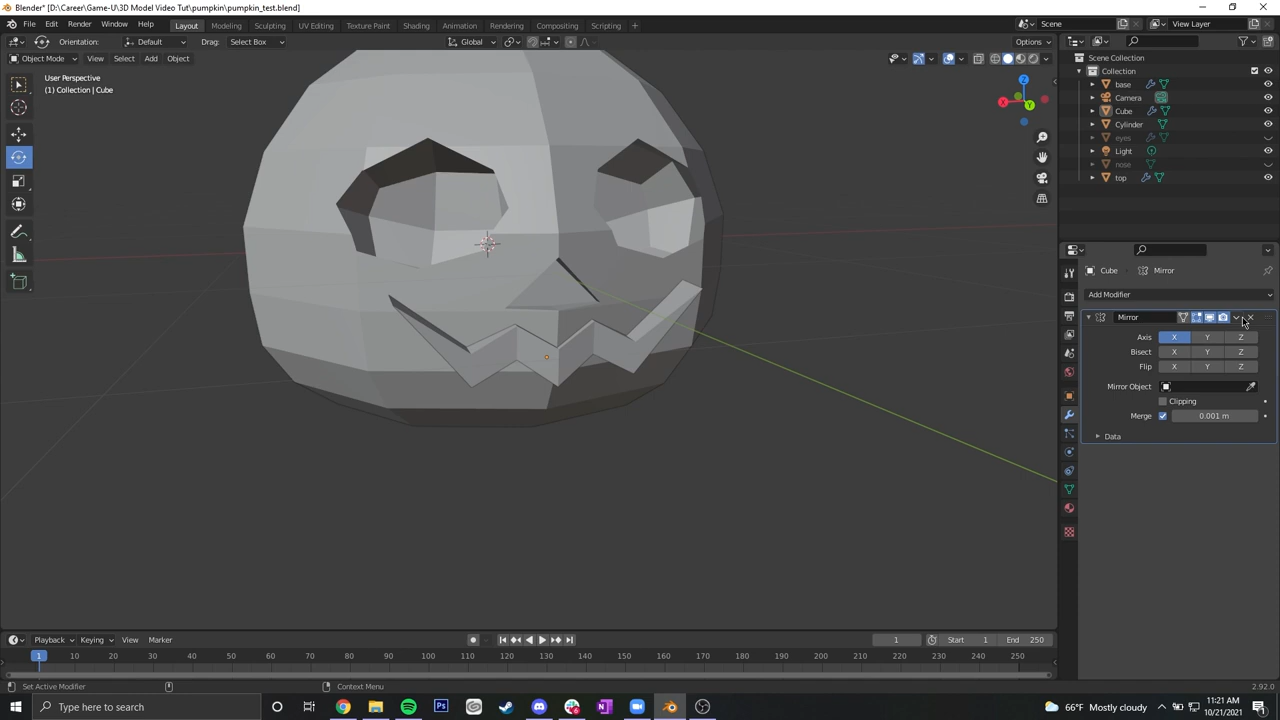 Blender* [D:\Career\Game-U\3D Model Video Tut\pumpkin\pumpkin_test.blend]
File Edit Render Window Help Layout Modeling Sculpting UV Editing Texture Paint Shading Animation Rendering Compositing Scripting + Scene View Layer
Orientation: Default Drag: Select Box Global Options
Object Mode View Select Add Object
User Perspective
(1) Collection | Cube
X
Y
Z
Scene Collection
Collection
base
Camera
Cube
Cylinder
eyes
Light
nose
top
Cube Mirror
Add Modifier
Mirror
Axis X Y Z
Bisect X Y Z
Flip X Y Z
Mirror Object
Clipping
Merge 0.001 m
Data
Playback Keying View Marker 1 Start 1 End 250
1 10 20 30 40 50 60 70 80 90 100 110 120 130 140 150 160 170 180 190 200 210 220 230 240 250
Set Active Modifier Context Menu 2.92.0
Type here to search 66°F Mostly cloudy 11:21 AM
10/21/2021